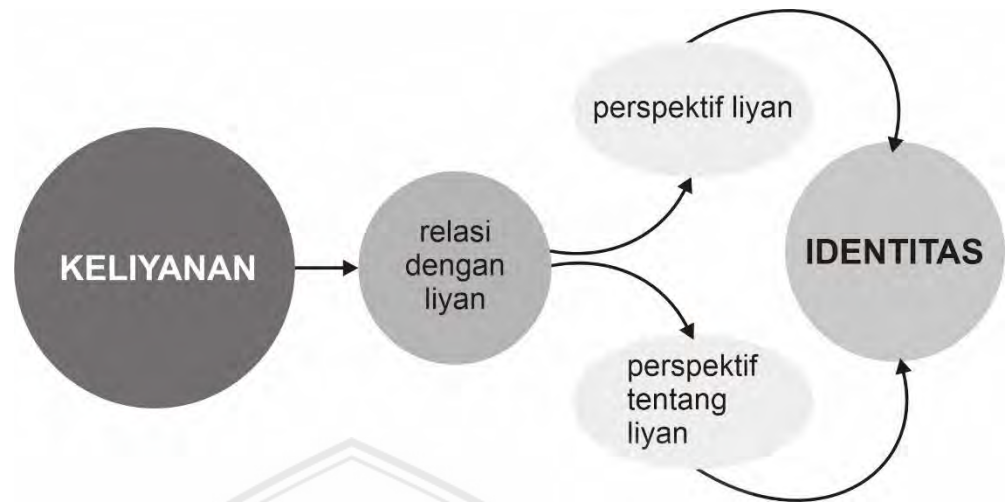 KELIYANAN
relasi
dengan
liyan
perspektif liyan
perspektif
tentang
liyan
IDENTITAS